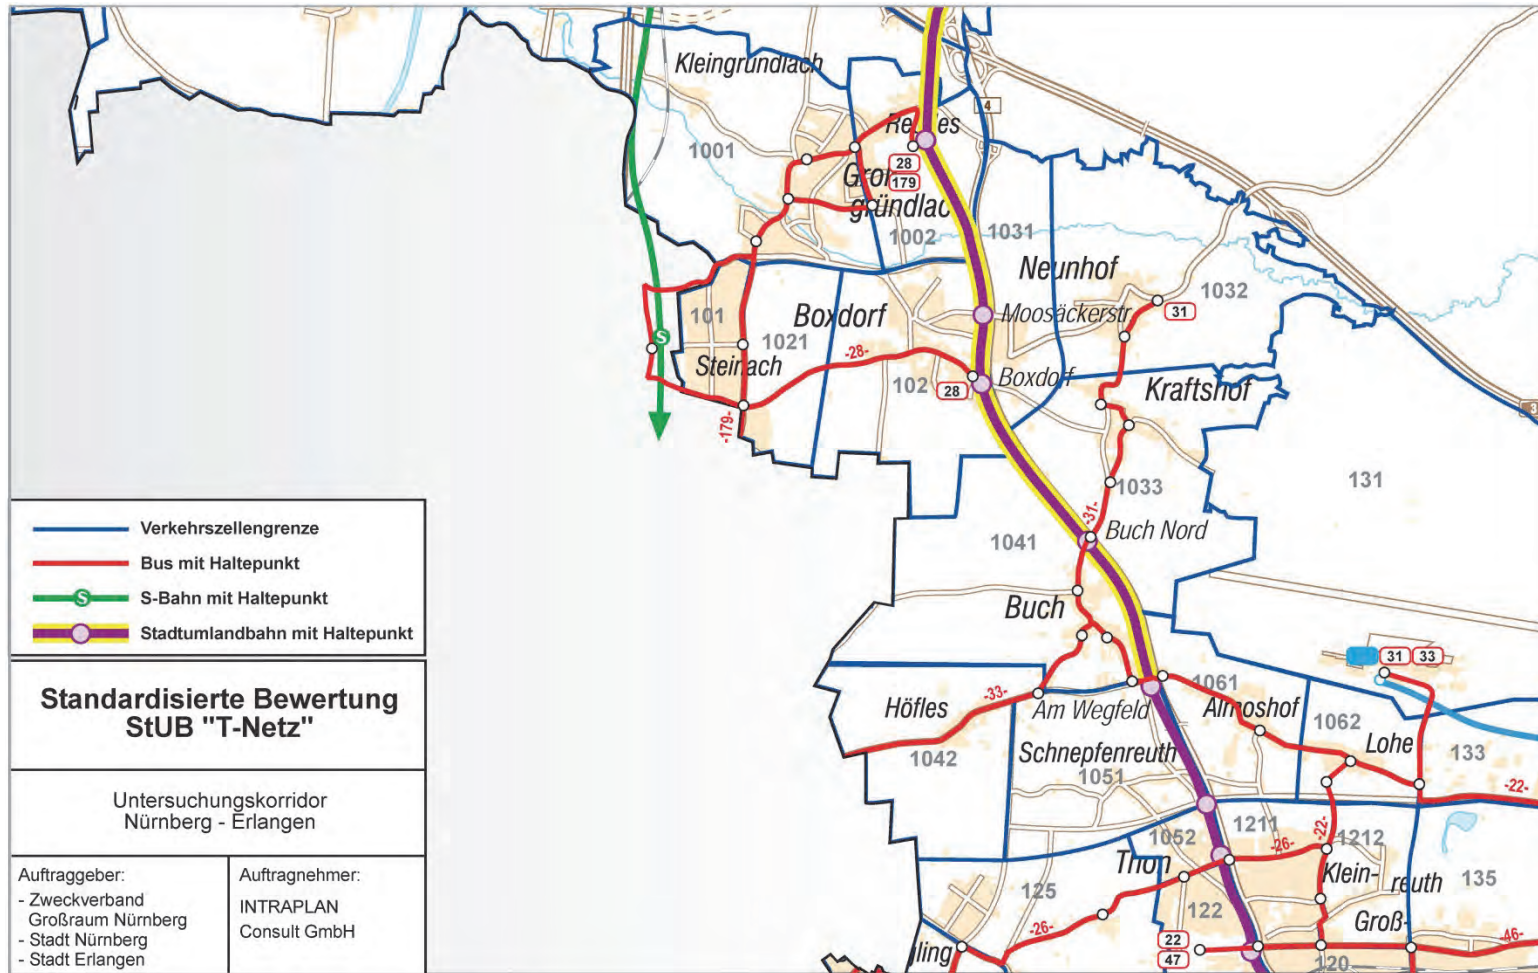 Kleingründlach
4
Reutles
1001
28
179
Groß-
gründlach
1002
1031
Neunhof
1032
Moosäckerstr
31
101
1021
Boxdorf
S
Steinach
-28-
102
28
Boxdorf
Kraftshof
-179-
131
1033
-31-
Buch Nord
1041
Buch
31
33
1061
-33-
Höfles
Am Wegfeld
Almoshof
1062
Lohe
133
1042
Schnepfenreuth
1051
-22-
1052
1211
-22-
1212
Thon
-26-
Klein-
reuth
135
125
122
Groß-
-26-
22
47
-46-
120
Verkehrszellengrenze
Bus mit Haltepunkt
S
S-Bahn mit Haltepunkt
Stadtumlandbahn mit Haltepunkt
Standardisierte Bewertung
StUB "T-Netz"
Untersuchungskorridor
Nürnberg - Erlangen
Auftraggeber:
- Zweckverband
Großraum Nürnberg
- Stadt Nürnberg
- Stadt Erlangen
Auftragnehmer:
INTRAPLAN
Consult GmbH